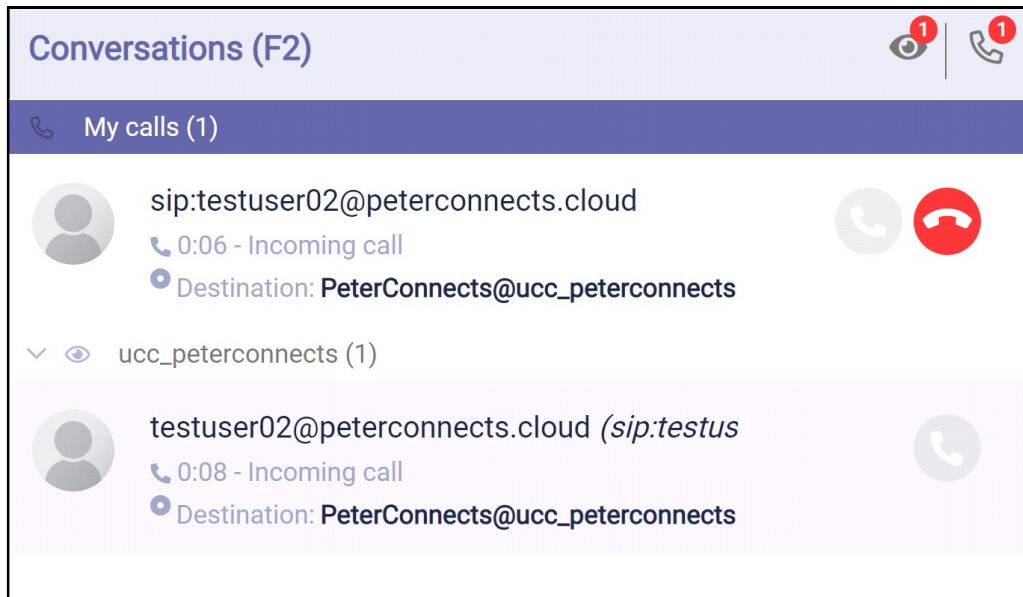 Conversations (F2)
1
1
My calls (1)
sip:testuser02@peterconnects.cloud
0:06 - Incoming call
Destination: PeterConnects@ucc_peterconnects
ucc_peterconnects (1)
testuser02@peterconnects.cloud (sip:testus
0:08 - Incoming call
Destination: PeterConnects@ucc_peterconnects